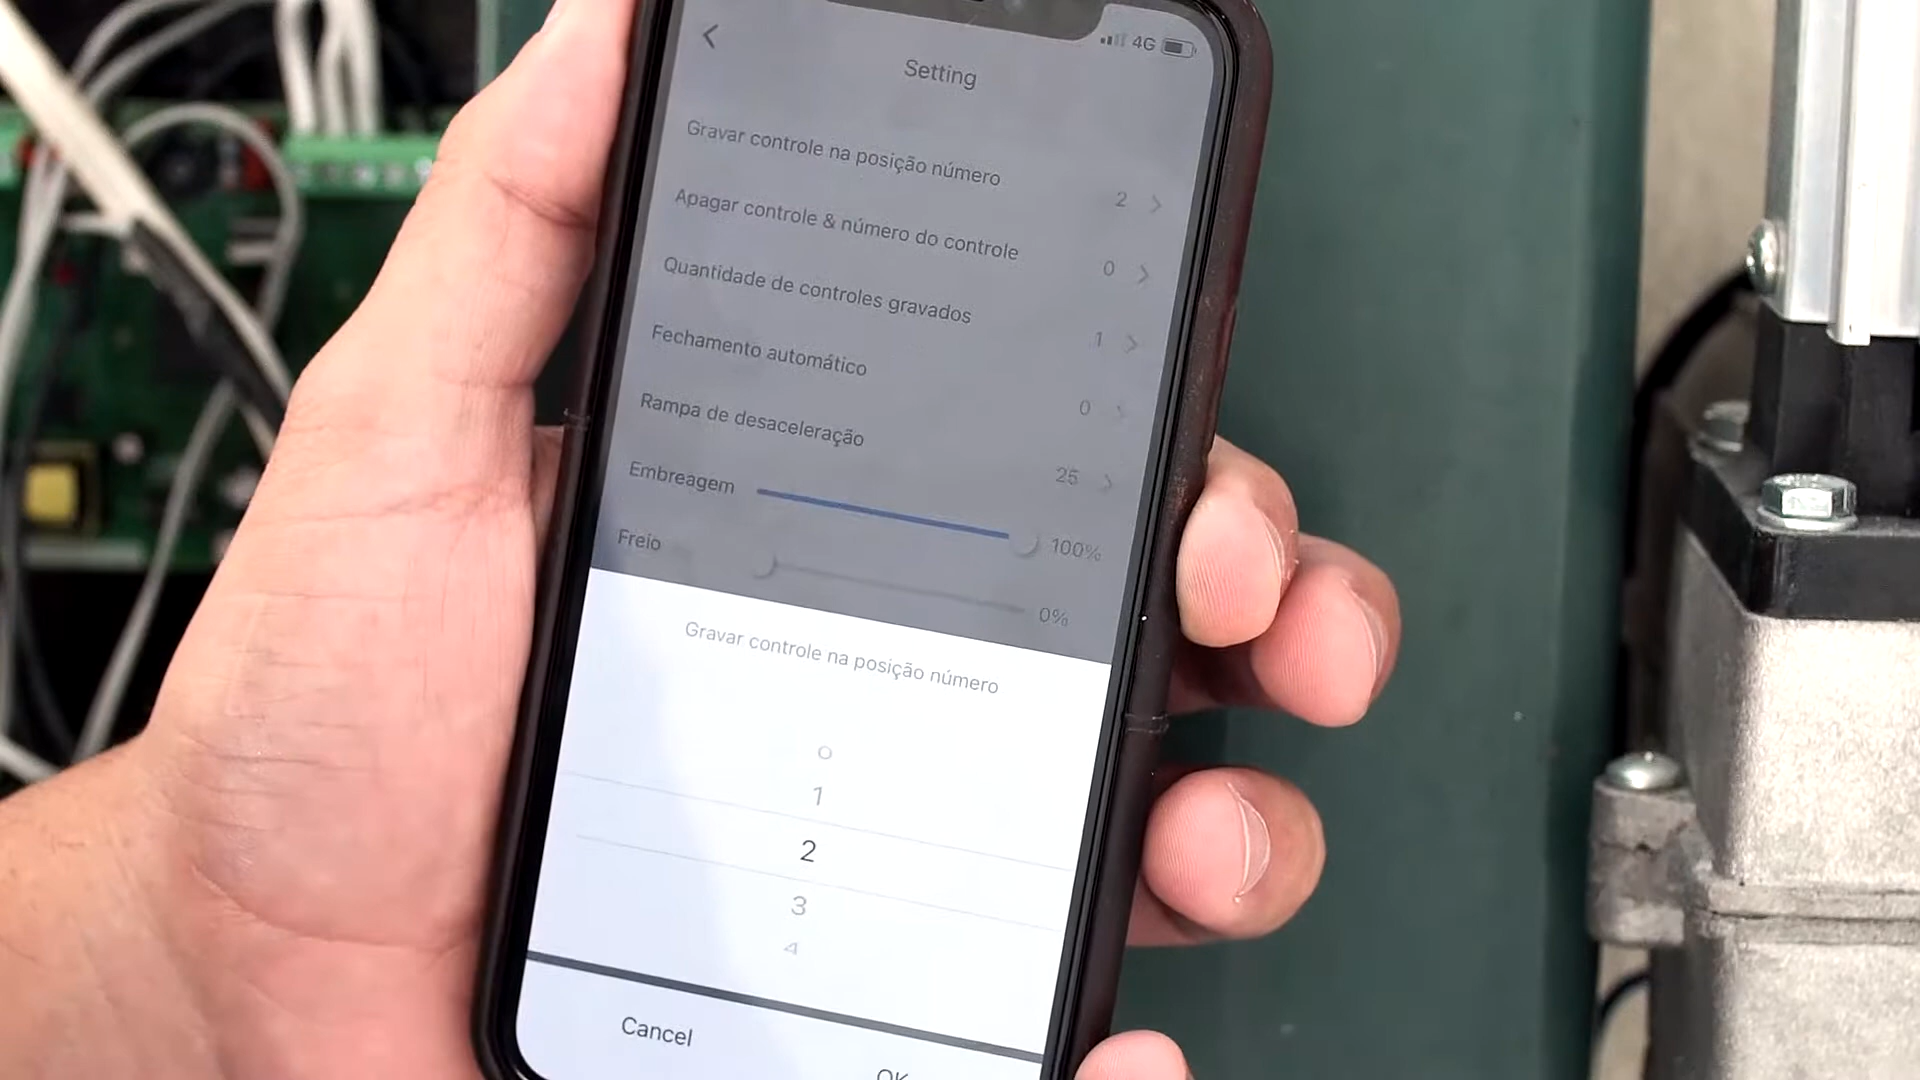 4G
Setting
Gravar controle na posição número 2
Apagar controle & número do controle 0
Quantidade de controles gravados 1
Fechamento automático 0
Rampa de desaceleração 25
Embreagem 100%
Freio 0%
Gravar controle na posição número
0
1
2
3
4
Cancel
OK